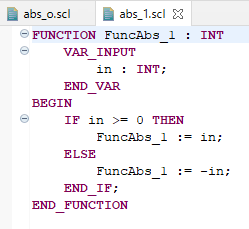 abs_o.scl abs_1.scl
FUNCTION FuncAbs_1 : INT
    VAR_INPUT
        in : INT;
    END_VAR
BEGIN
    IF in >= 0 THEN
        FuncAbs_1 := in;
    ELSE
        FuncAbs_1 := -in;
    END_IF;
END_FUNCTION